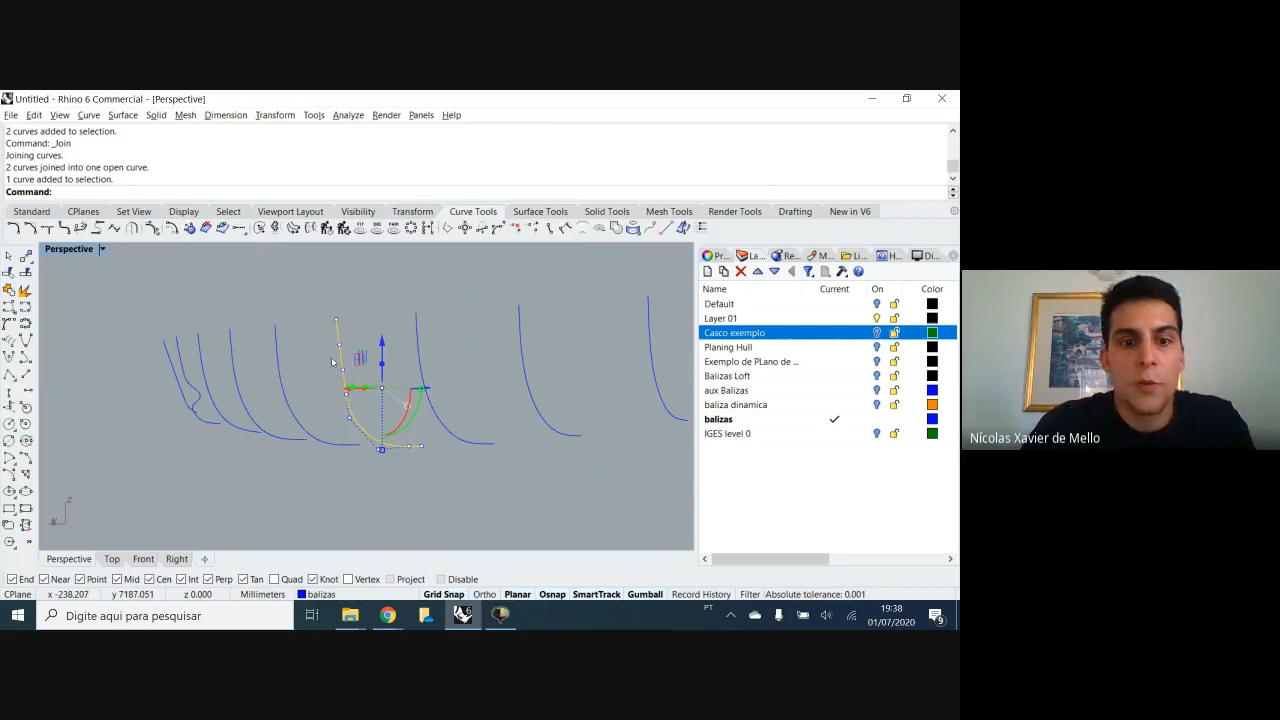 Untitled - Rhino 6 Commercial - [Perspective]
File Edit View Curve Surface Solid Mesh Dimension Transform Tools Analyze Render Panels Help
2 curves added to selection.
Command: _Join
Joining curves.
2 curves joined into one open curve.
1 curve added to selection.
Command:
Standard CPlanes Set View Display Select Viewport Layout Visibility Transform Curve Tools Surface Tools Solid Tools Mesh Tools Render Tools Drafting New in V6
Perspective
Pr... La... Re... M... Li... H... Di...
Name Current On Color
Default
Layer 01
Casco exemplo
Planing Hull
Exemplo de PLano de ...
Balizas Loft
aux Balizas
baliza dinamica
balizas
IGES level 0
Nícolas Xavier de Mello
z
Perspective Top Front Right
End Near Point Mid Cen Int Perp Tan Quad Knot Vertex Project Disable
CPlane x -238.207 y 7187.051 z 0.000 Millimeters balizas Grid Snap Ortho Planar Osnap SmartTrack Gumball Record History Filter Absolute tolerance: 0.001
Digite aqui para pesquisar
PT
19:38
01/07/2020
9